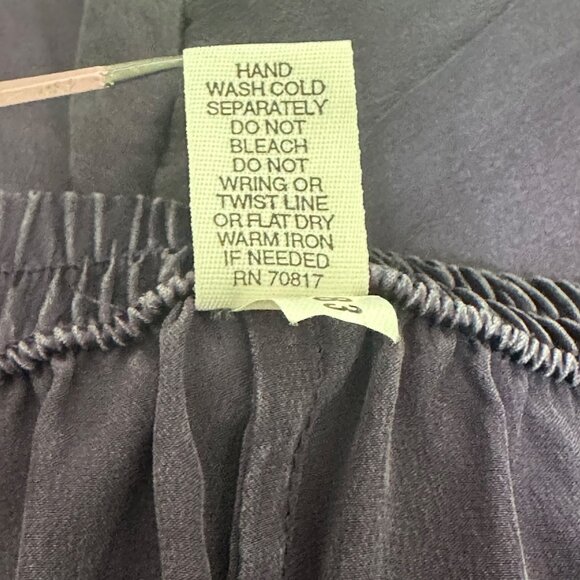 HAND
WASH COLD
SEPARATELY
DO NOT
BLEACH
DO NOT
WRING OR
TWIST LINE
OR FLAT DRY
WARM IRON
IF NEEDED
RN 70817